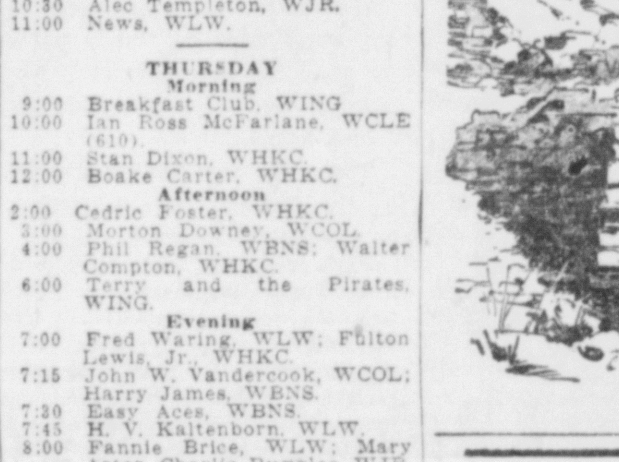 10:30 Alec Templeton, WJR.
11:00 News, WLW.
THURSDAY
Morning
9:00 Breakfast Club, WING
10:00 Ian Ross McFarlane, WCLE
(610).
11:00 Stan Dixon, WHKC.
12:00 Boake Carter, WHKC.
Afternoon
2:00 Cedric Foster, WHKC.
3:00 Morton Downey, WCOL.
4:00 Phil Regan, WBNS; Walter
Compton, WHKC.
6:00 Terry and the Pirates,
WING.
Evening
7:00 Fred Waring, WLW; Fulton
Lewis, Jr., WHKC.
7:15 John W. Vandercook, WCOL;
Harry James, WBNS.
7:30 Easy Aces, WBNS.
7:45 H. V. Kaltenborn, WLW.
8:00 Fannie Brice, WLW; Mary